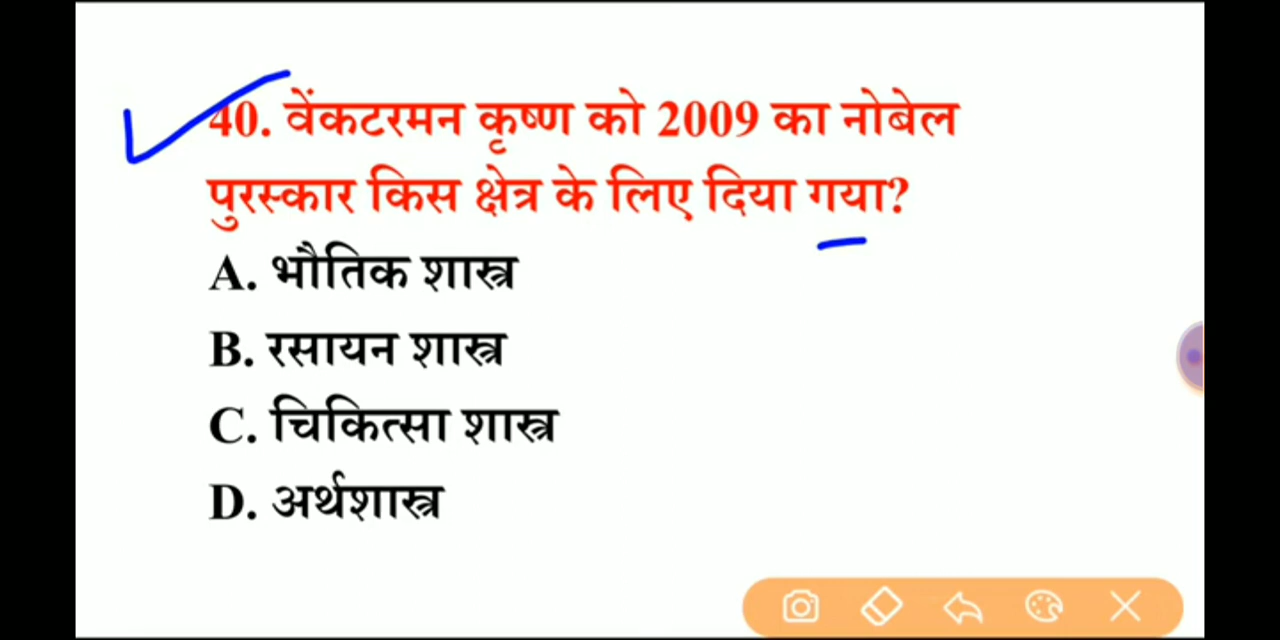 40. वेंकटरमन कृष्ण को 2009 का नोबेल
पुरस्कार किस क्षेत्र के लिए दिया गया?
A. भौतिक शास्त्र
B. रसायन शास्त्र
C. चिकित्सा शास्त्र
D. अर्थशास्त्र